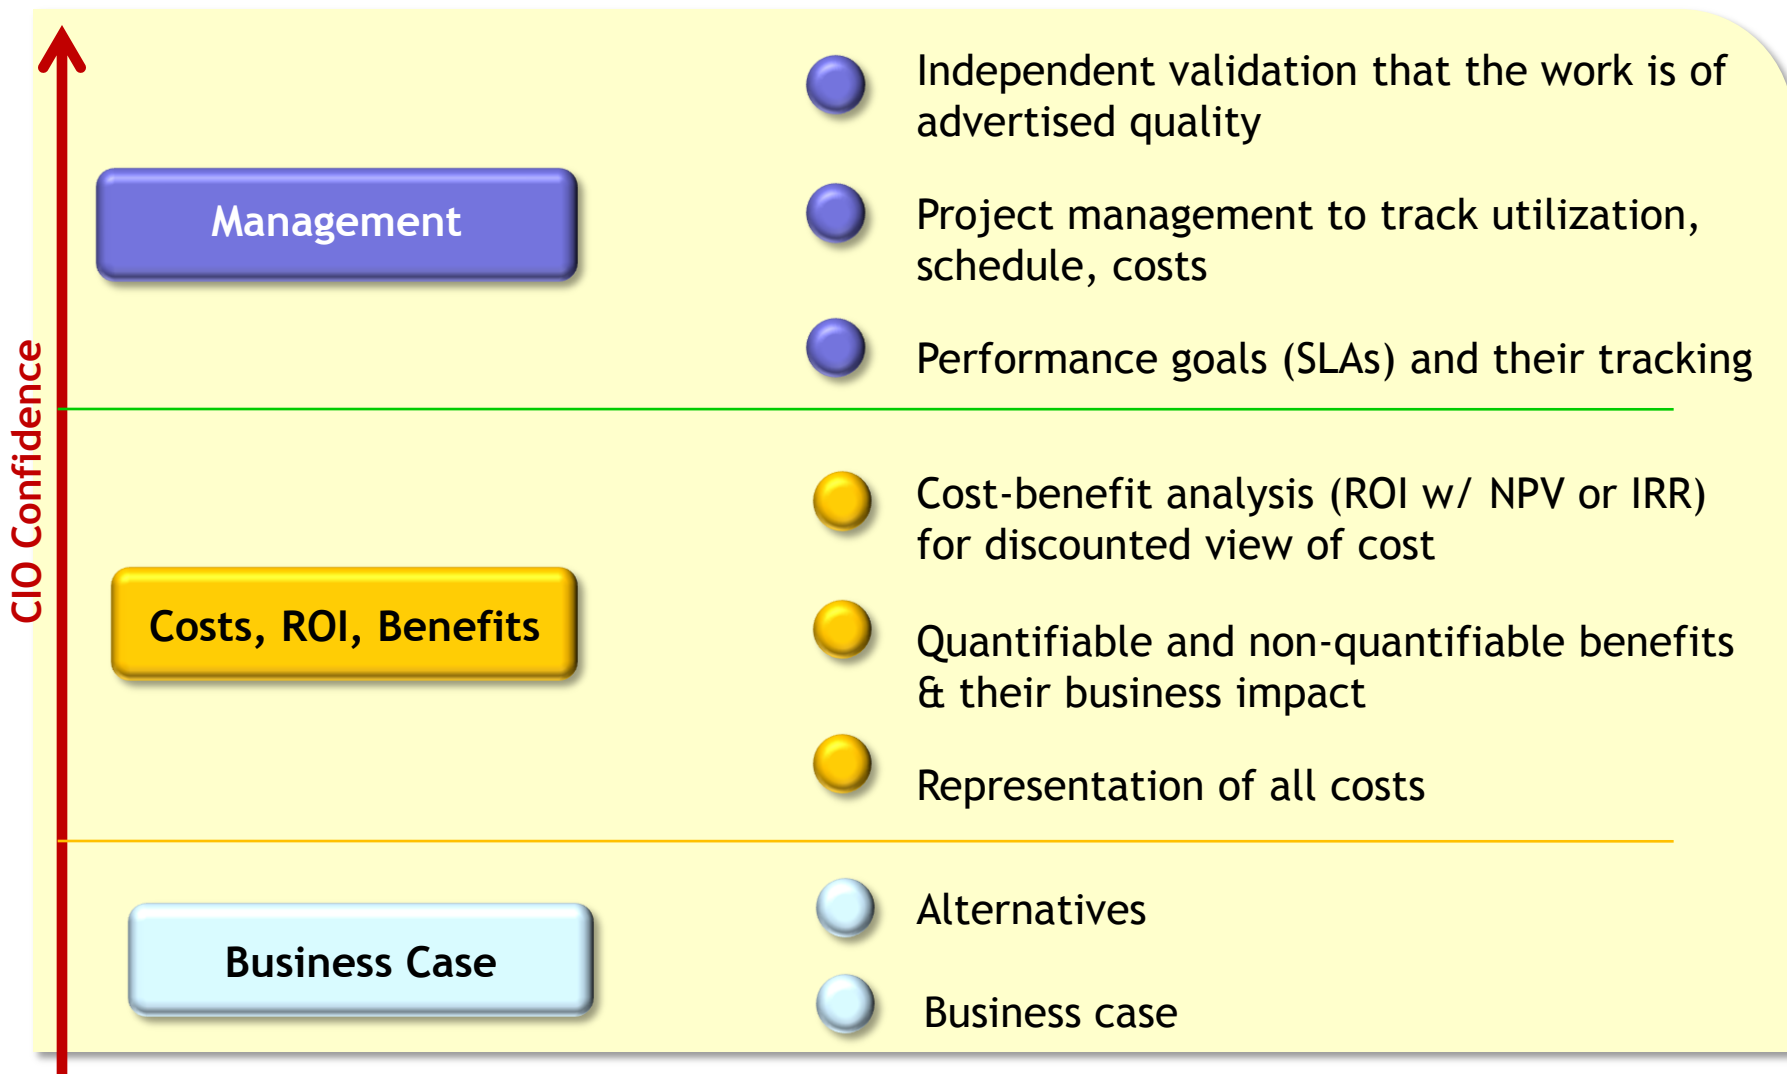 CIO Confidence
Management
Independent validation that the work is of
advertised quality
Project management to track utilization,
schedule, costs
Performance goals (SLAs) and their tracking
Costs, ROI, Benefits
Cost-benefit analysis (ROI w/ NPV or IRR)
for discounted view of cost
Quantifiable and non-quantifiable benefits
& their business impact
Representation of all costs
Business Case
Alternatives
Business case